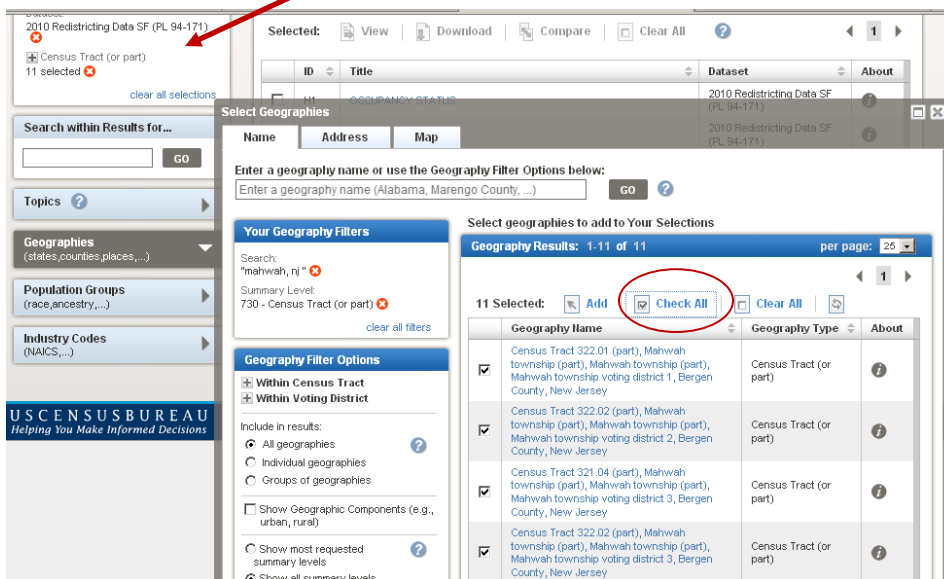 2010 Redistricting Data SF (PL 94-171)
Census Tract (or part)
11 selected
clear all selections
Search within Results for...
GO
Topics
Geographies
(states,counties,places,...)
Population Groups
(race,ancestry,...)
Industry Codes
(NAICS,...)
USCENSUSBUREAU
Helping You Make Informed Decisions
Selected: View | Download | Compare | Clear All
1
ID Title Dataset About
H1 OCCUPANCY STATUS 2010 Redistricting Data SF
(PL 94-171)
2010 Redistricting Data SF
(PL 94-171)
Select Geographies
Name Address Map
Enter a geography name or use the Geography Filter Options below:
Enter a geography name (Alabama, Marengo County, ...) GO
Your Geography Filters
Search:
"mahwah, nj "
Summary Level:
730 - Census Tract (or part)
clear all filters
Geography Filter Options
Within Census Tract
Within Voting District
Include in results:
All geographies
Individual geographies
Groups of geographies
Show Geographic Components (e.g.,
urban, rural)
Show most requested
summary levels
Show all summary levels
Select geographies to add to Your Selections
Geography Results: 1-11 of 11 per page: 25
1
11 Selected: Add Check All Clear All
Geography Name Geography Type About
Census Tract 322.01 (part), Mahwah
township (part), Mahwah township (part),
Mahwah township voting district 1, Bergen
County, New Jersey
Census Tract (or
part)
Census Tract 322.02 (part), Mahwah
township (part), Mahwah township (part),
Mahwah township voting district 2, Bergen
County, New Jersey
Census Tract (or
part)
Census Tract 321.04 (part), Mahwah
township (part), Mahwah township (part),
Mahwah township voting district 3, Bergen
County, New Jersey
Census Tract (or
part)
Census Tract 322.02 (part), Mahwah
township (part), Mahwah township (part),
Mahwah township voting district 3, Bergen
County, New Jersey
Census Tract (or
part)